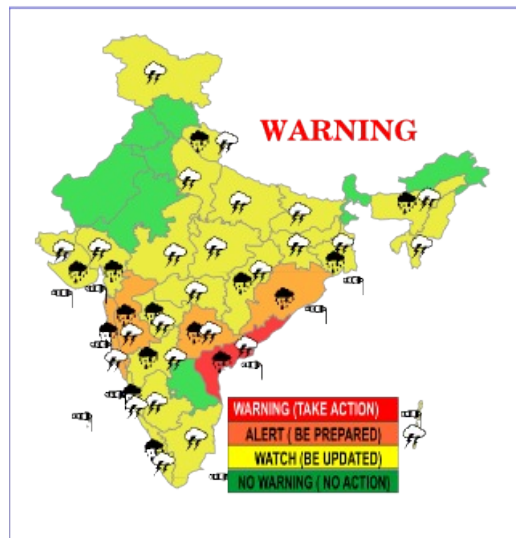 WARNING
WARNING (TAKE ACTION)
ALERT ( BE PREPARED)
WATCH (BE UPDATED)
NO WARNING ( NO ACTION)